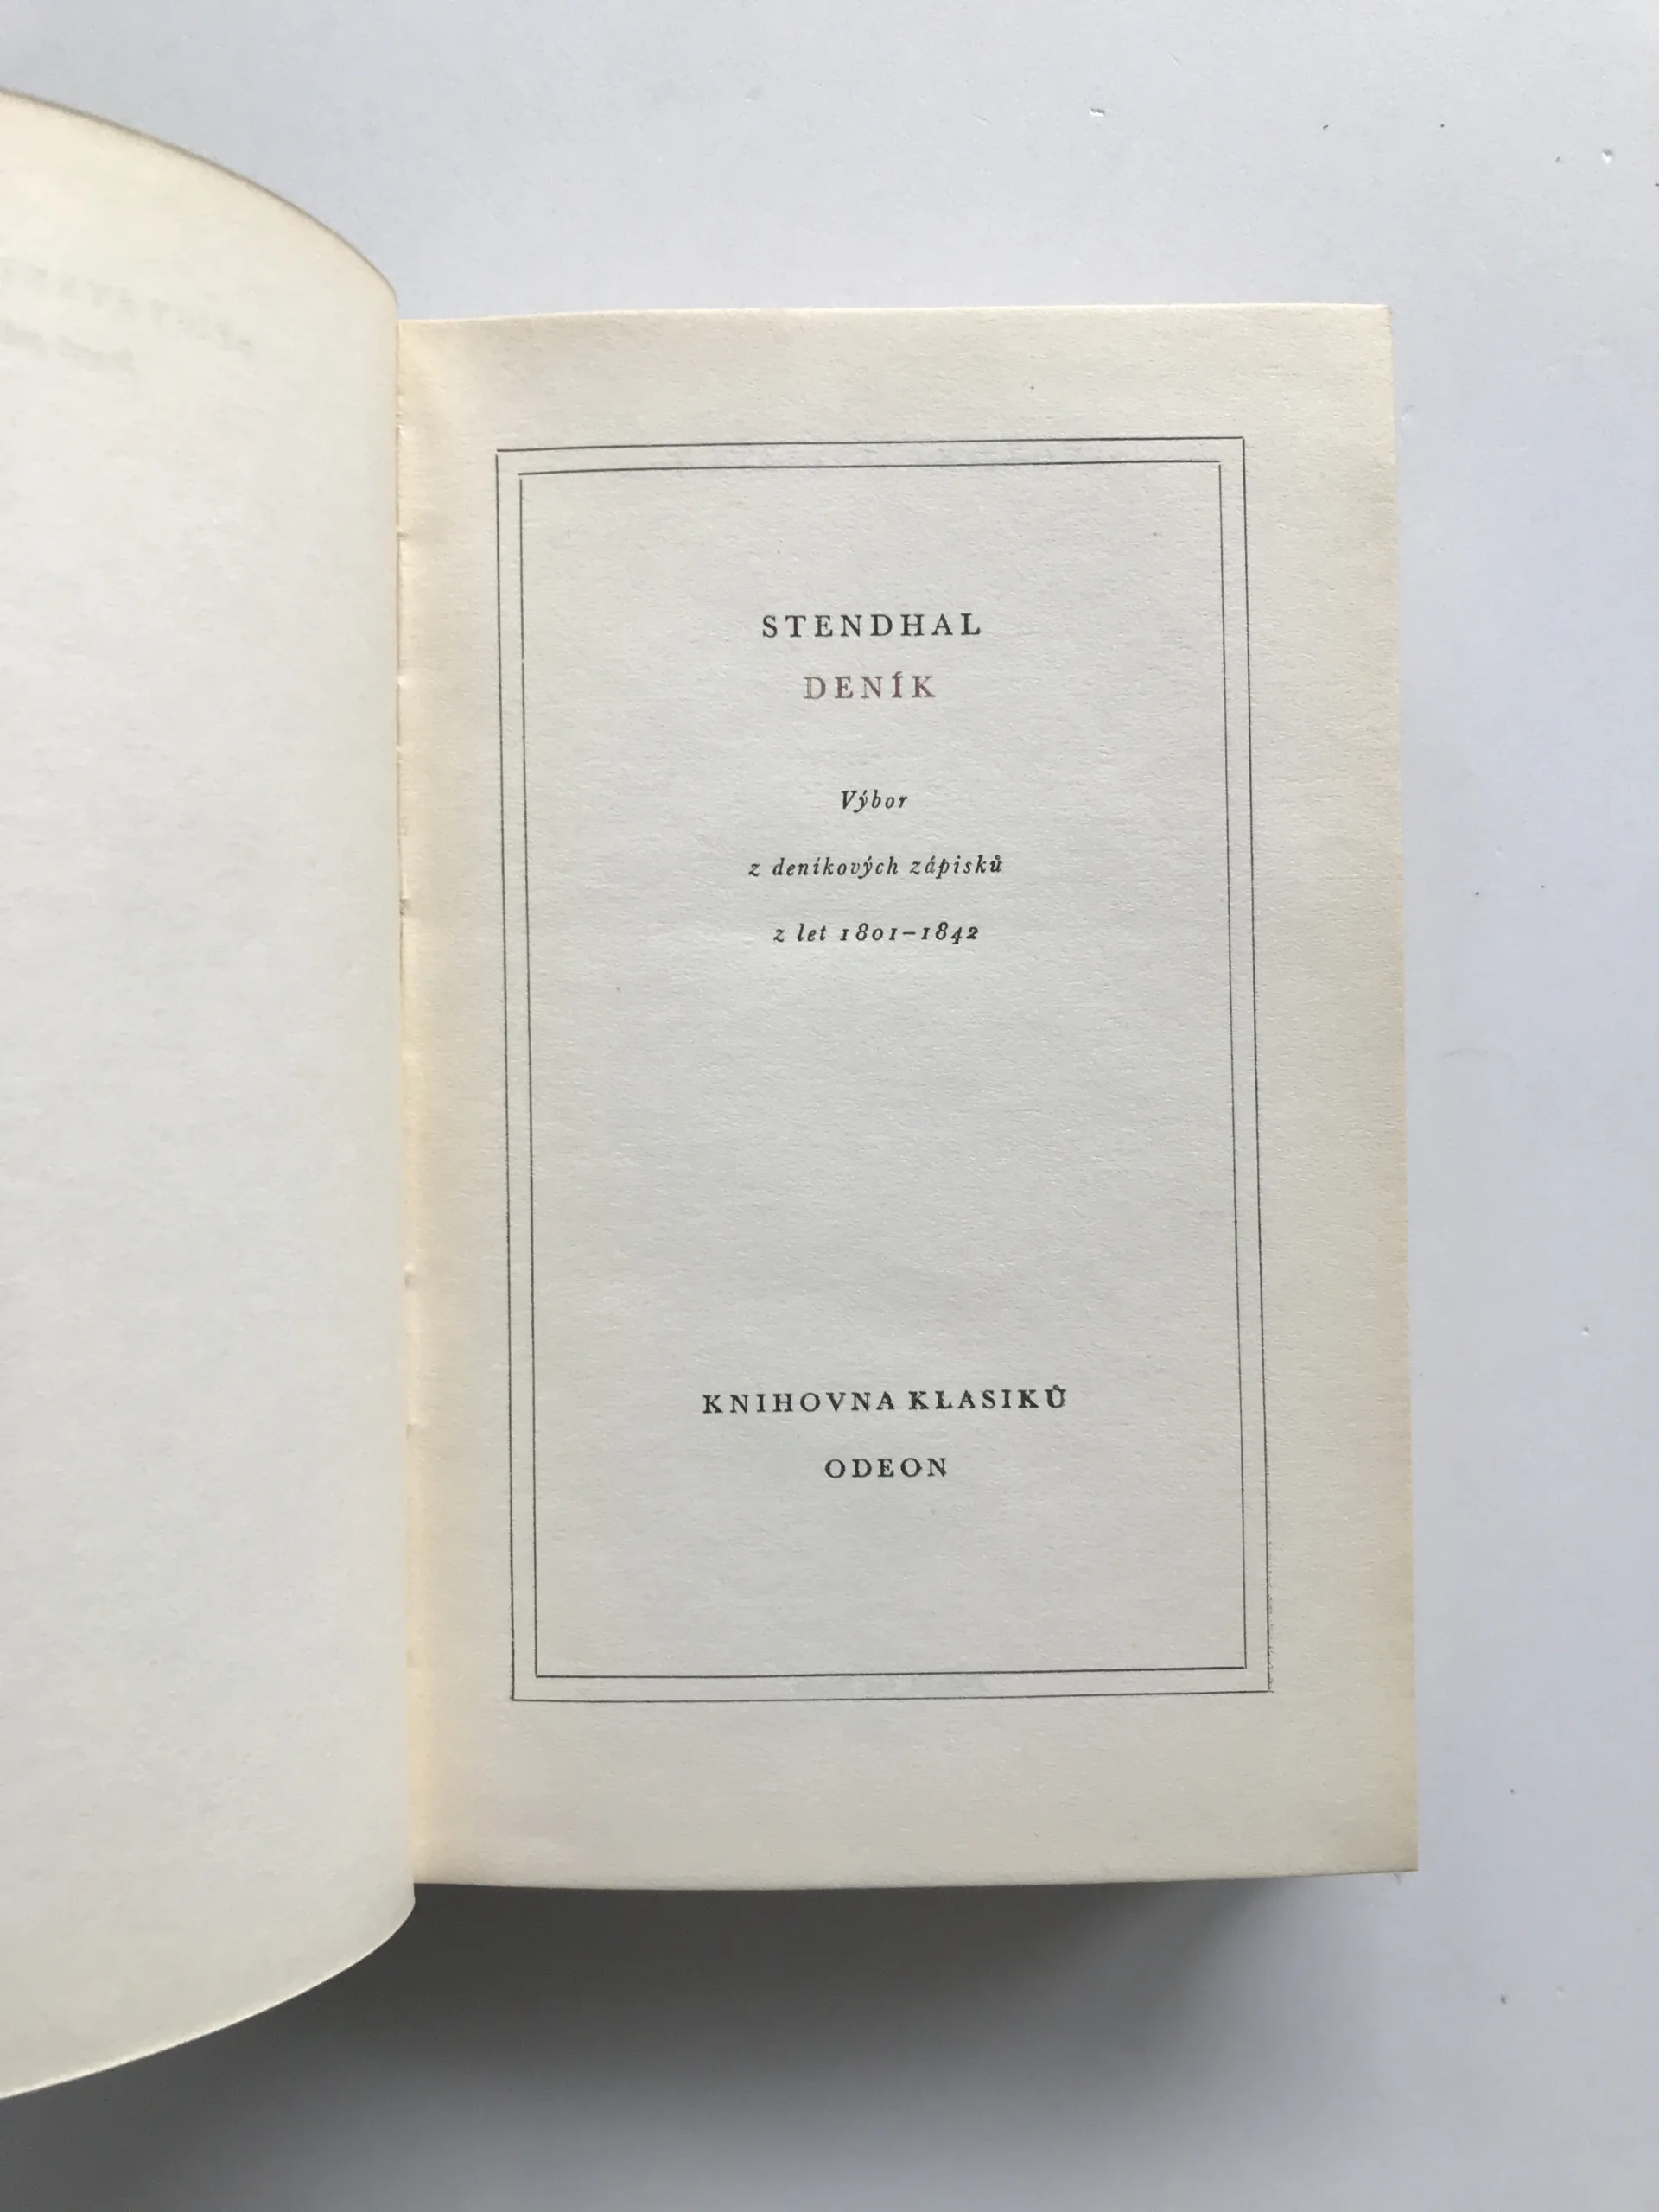 STENDHAL
DENÍK
Výbor
z deníkových zápisků
z let 1801–1842
KNIHOVNA KLASIKŮ
ODEON